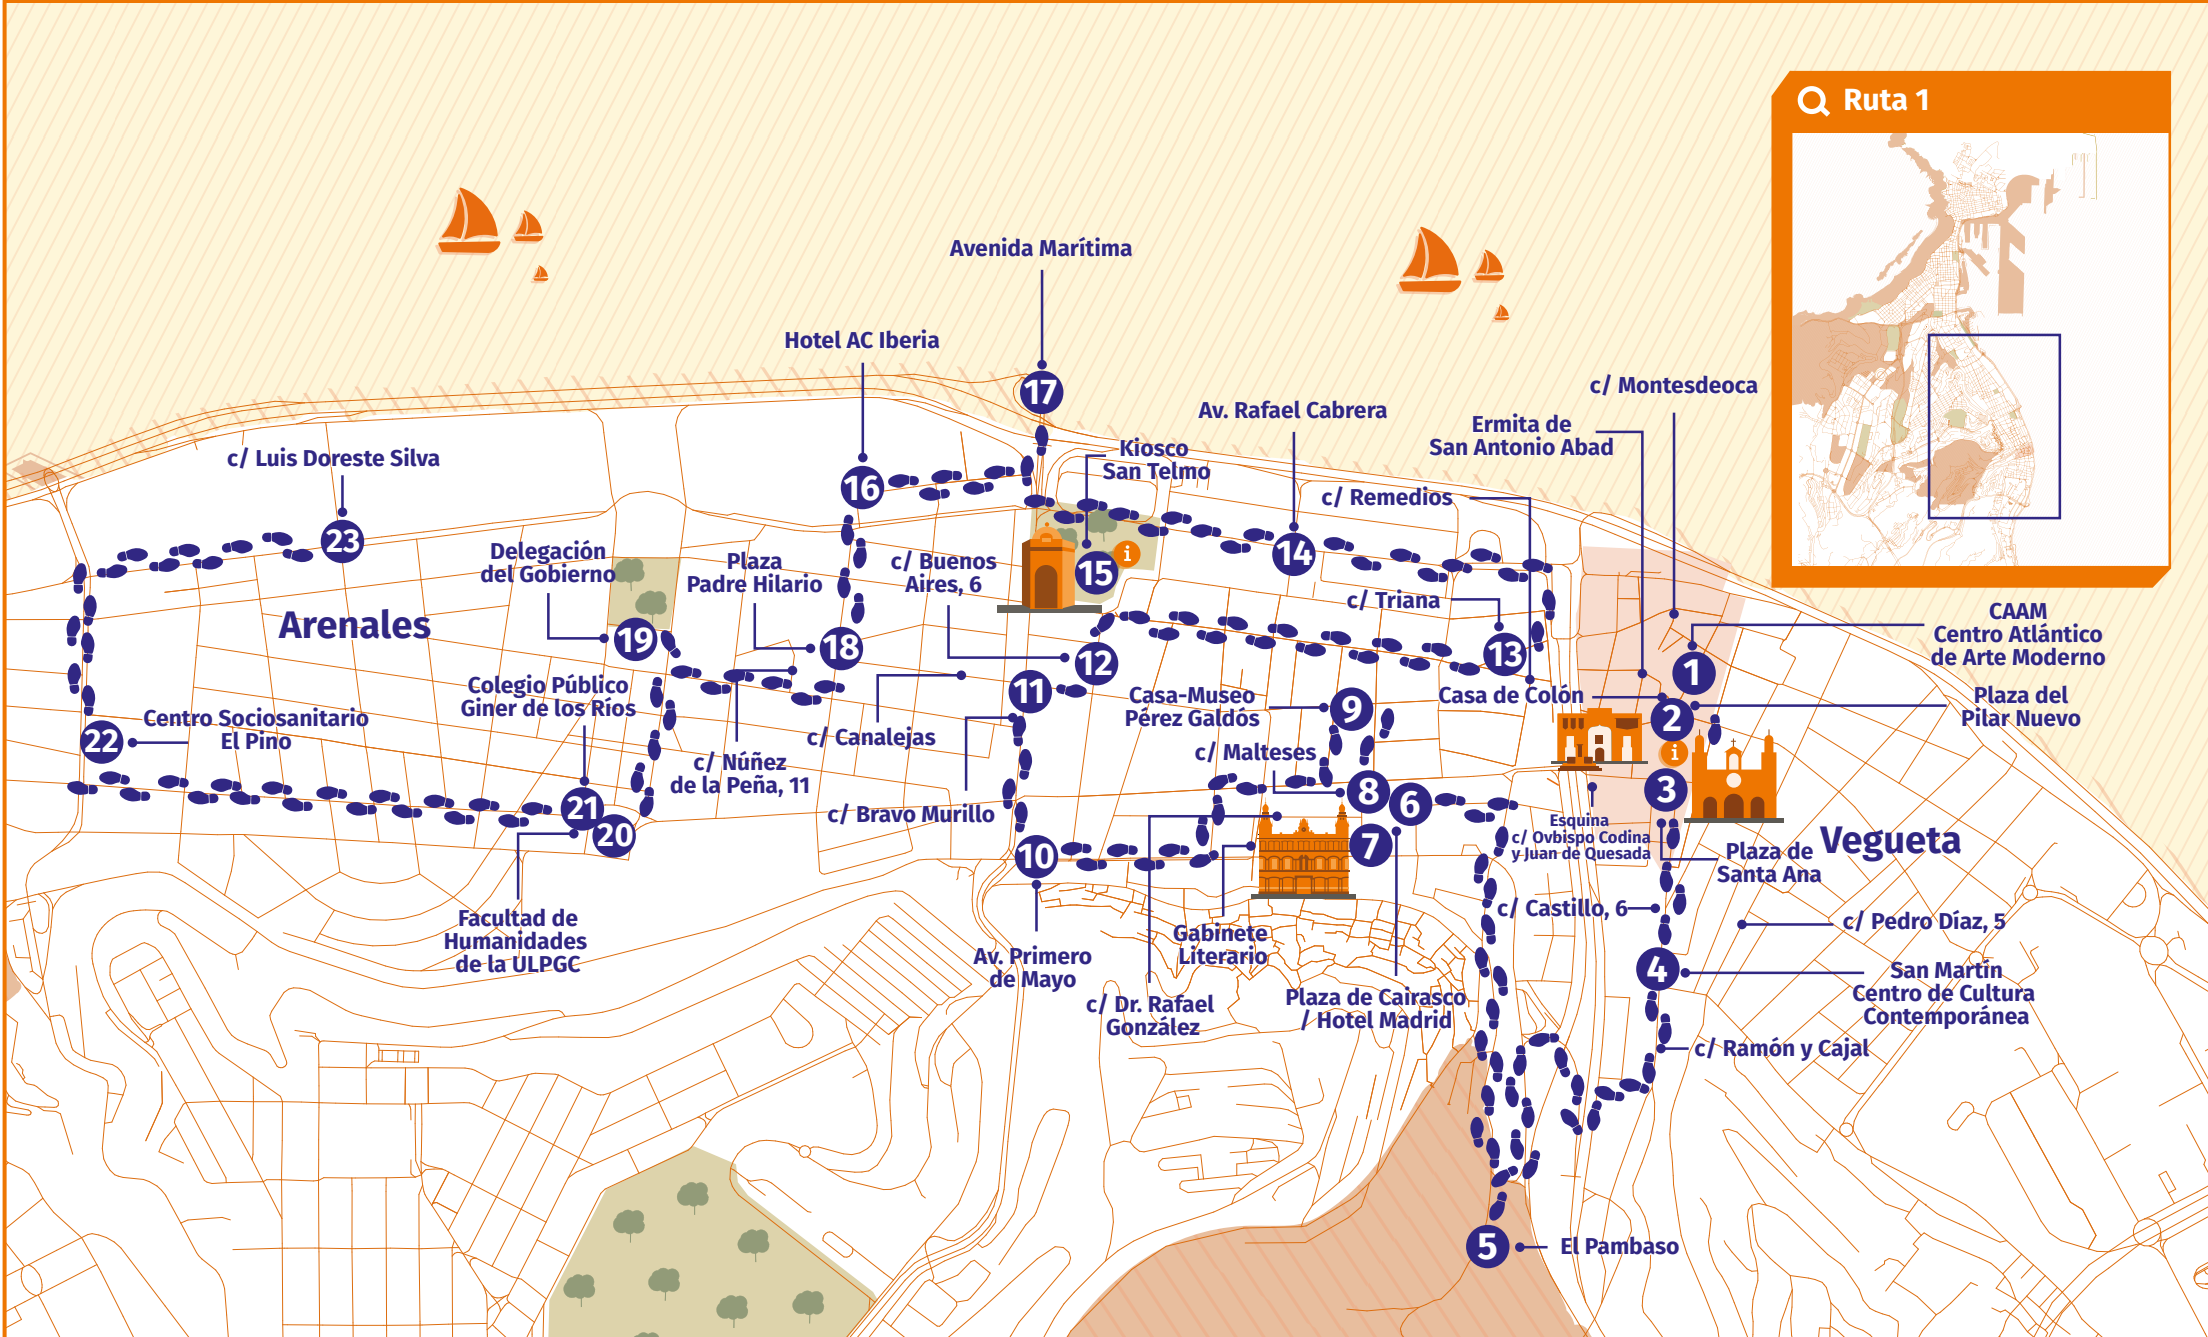 Ruta 1
Avenida Marítima
Hotel AC Iberia
17
c/ Montesdeoca
Av. Rafael Cabrera
Ermita de
San Antonio Abad
Kiosco
San Telmo
c/ Luis Doreste Silva
16
c/ Remedios
23
Delegación
del Gobierno
Plaza
Padre Hilario
c/ Buenos
Aires, 6
i
15
14
c/ Triana
Arenales
19
18
12
13
CAAM
Centro Atlántico
de Arte Moderno
1
Colegio Público
Giner de los Ríos
11
Casa-Museo
Pérez Galdós
9
Casa de Colón
2
Plaza del
Pilar Nuevo
Centro Sociosanitario
El Pino
22
c/ Canalejas
c/ Núñez
de la Peña, 11
c/ Malteses
i
8
6
3
21
20
c/ Bravo Murillo
7
10
Esquina
c/ Ovbispo Codina
y Juan de Quesada
Plaza de
Santa Ana
Vegueta
Facultad de
Humanidades
de la ULPGC
Av. Primero
de Mayo
Gabinete
Literario
c/ Castillo, 6
c/ Pedro Díaz, 5
c/ Dr. Rafael
González
Plaza de Cairasco
/ Hotel Madrid
4
San Martín
Centro de Cultura
Contemporánea
c/ Ramón y Cajal
5
El Pambaso